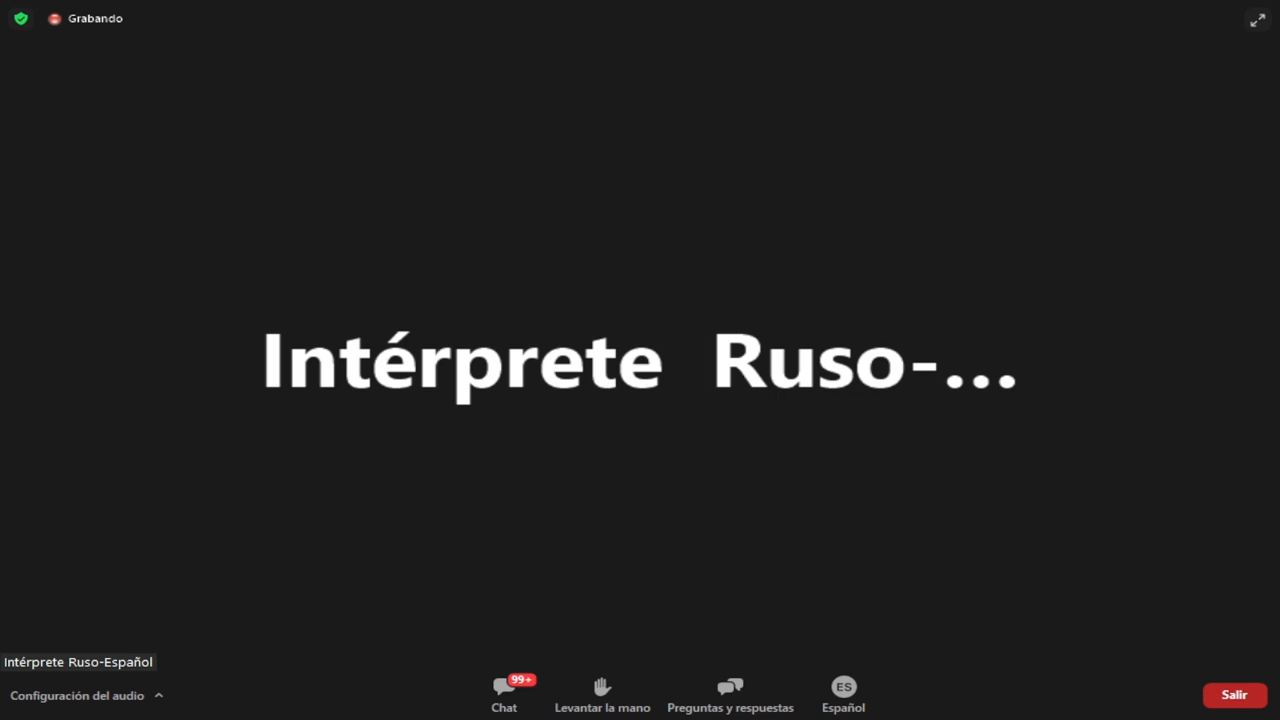 Grabando
Intérprete Ruso-...
Intérprete Ruso-Español
Configuración del audio
99+
Chat
Levantar la mano
Preguntas y respuestas
ES
Español
Salir